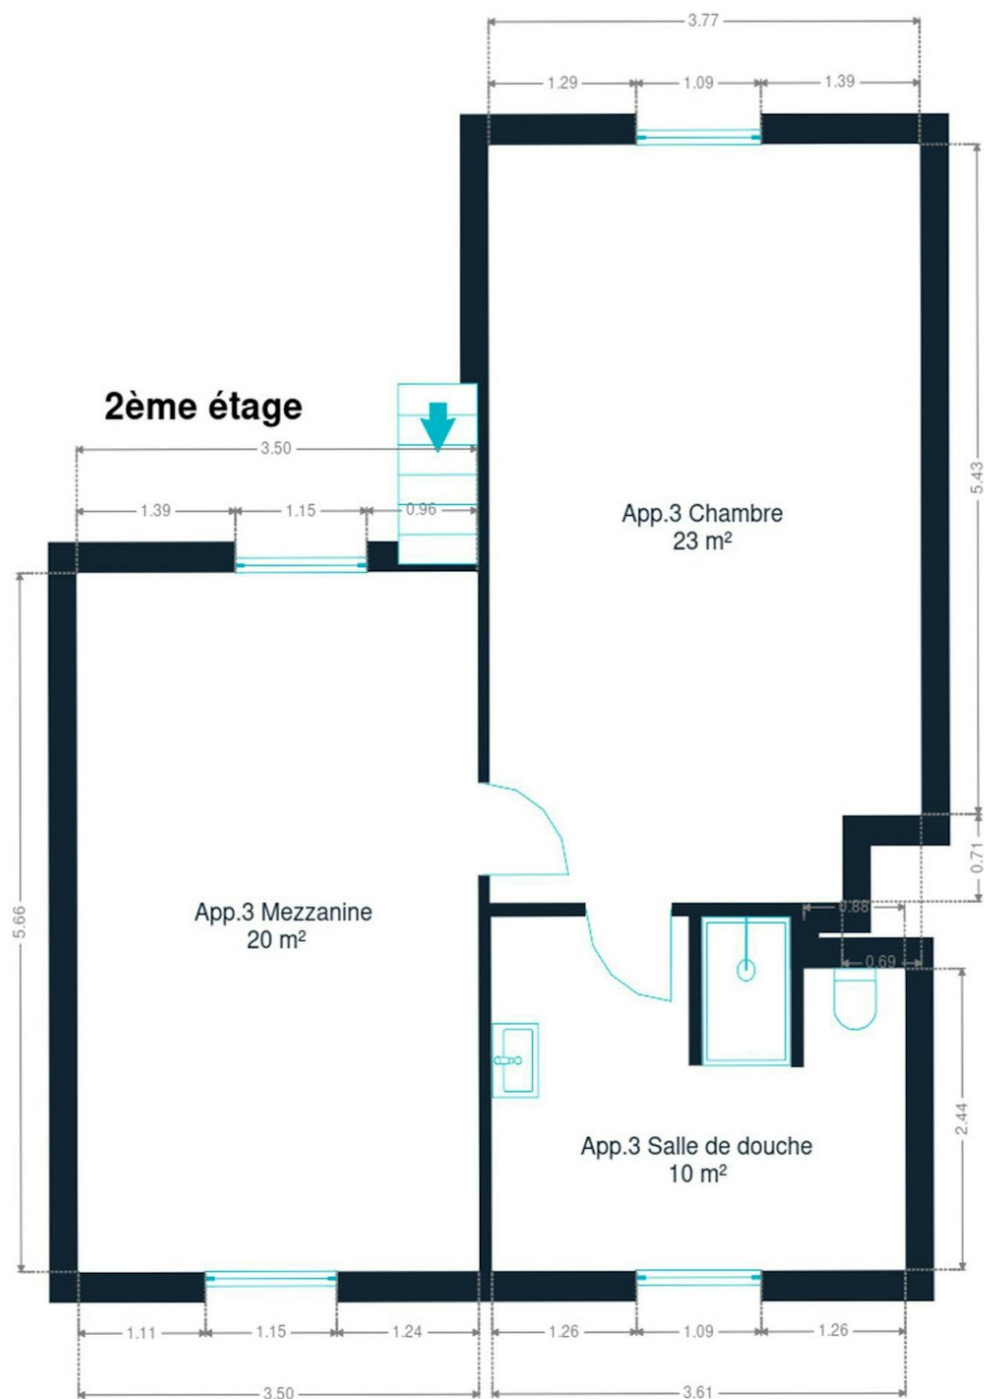 3.77
1.29 1.09 1.39
2ème étage
3.50
1.39 1.15 0.96
5.43
App.3 Chambre
23 m²
0.71
5.66
App.3 Mezzanine
20 m²
0.88
0.69
2.44
App.3 Salle de douche
10 m²
1.11 1.15 1.24 1.26 1.09 1.26
3.50 3.61